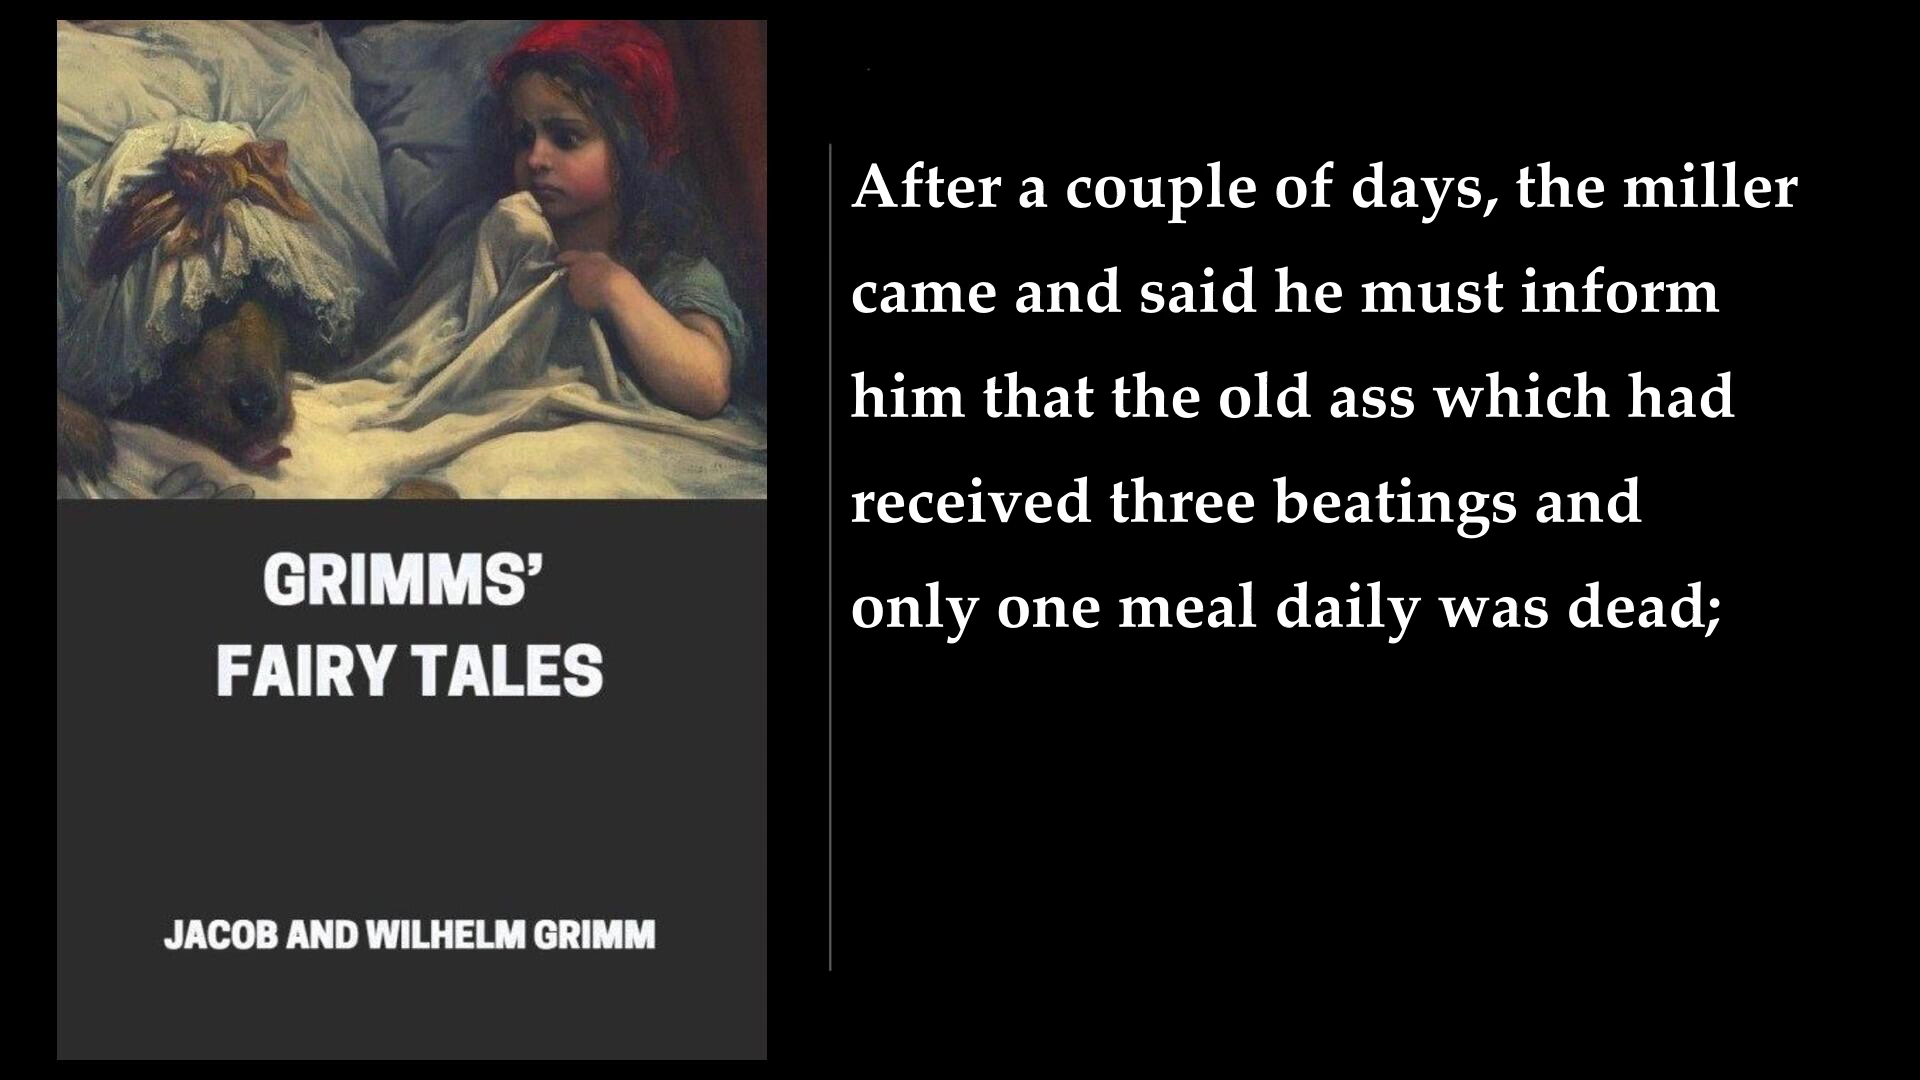 GRIMMS’
FAIRY TALES
JACOB AND WILHELM GRIMM
After a couple of days, the miller
came and said he must inform
him that the old ass which had
received three beatings and
only one meal daily was dead;